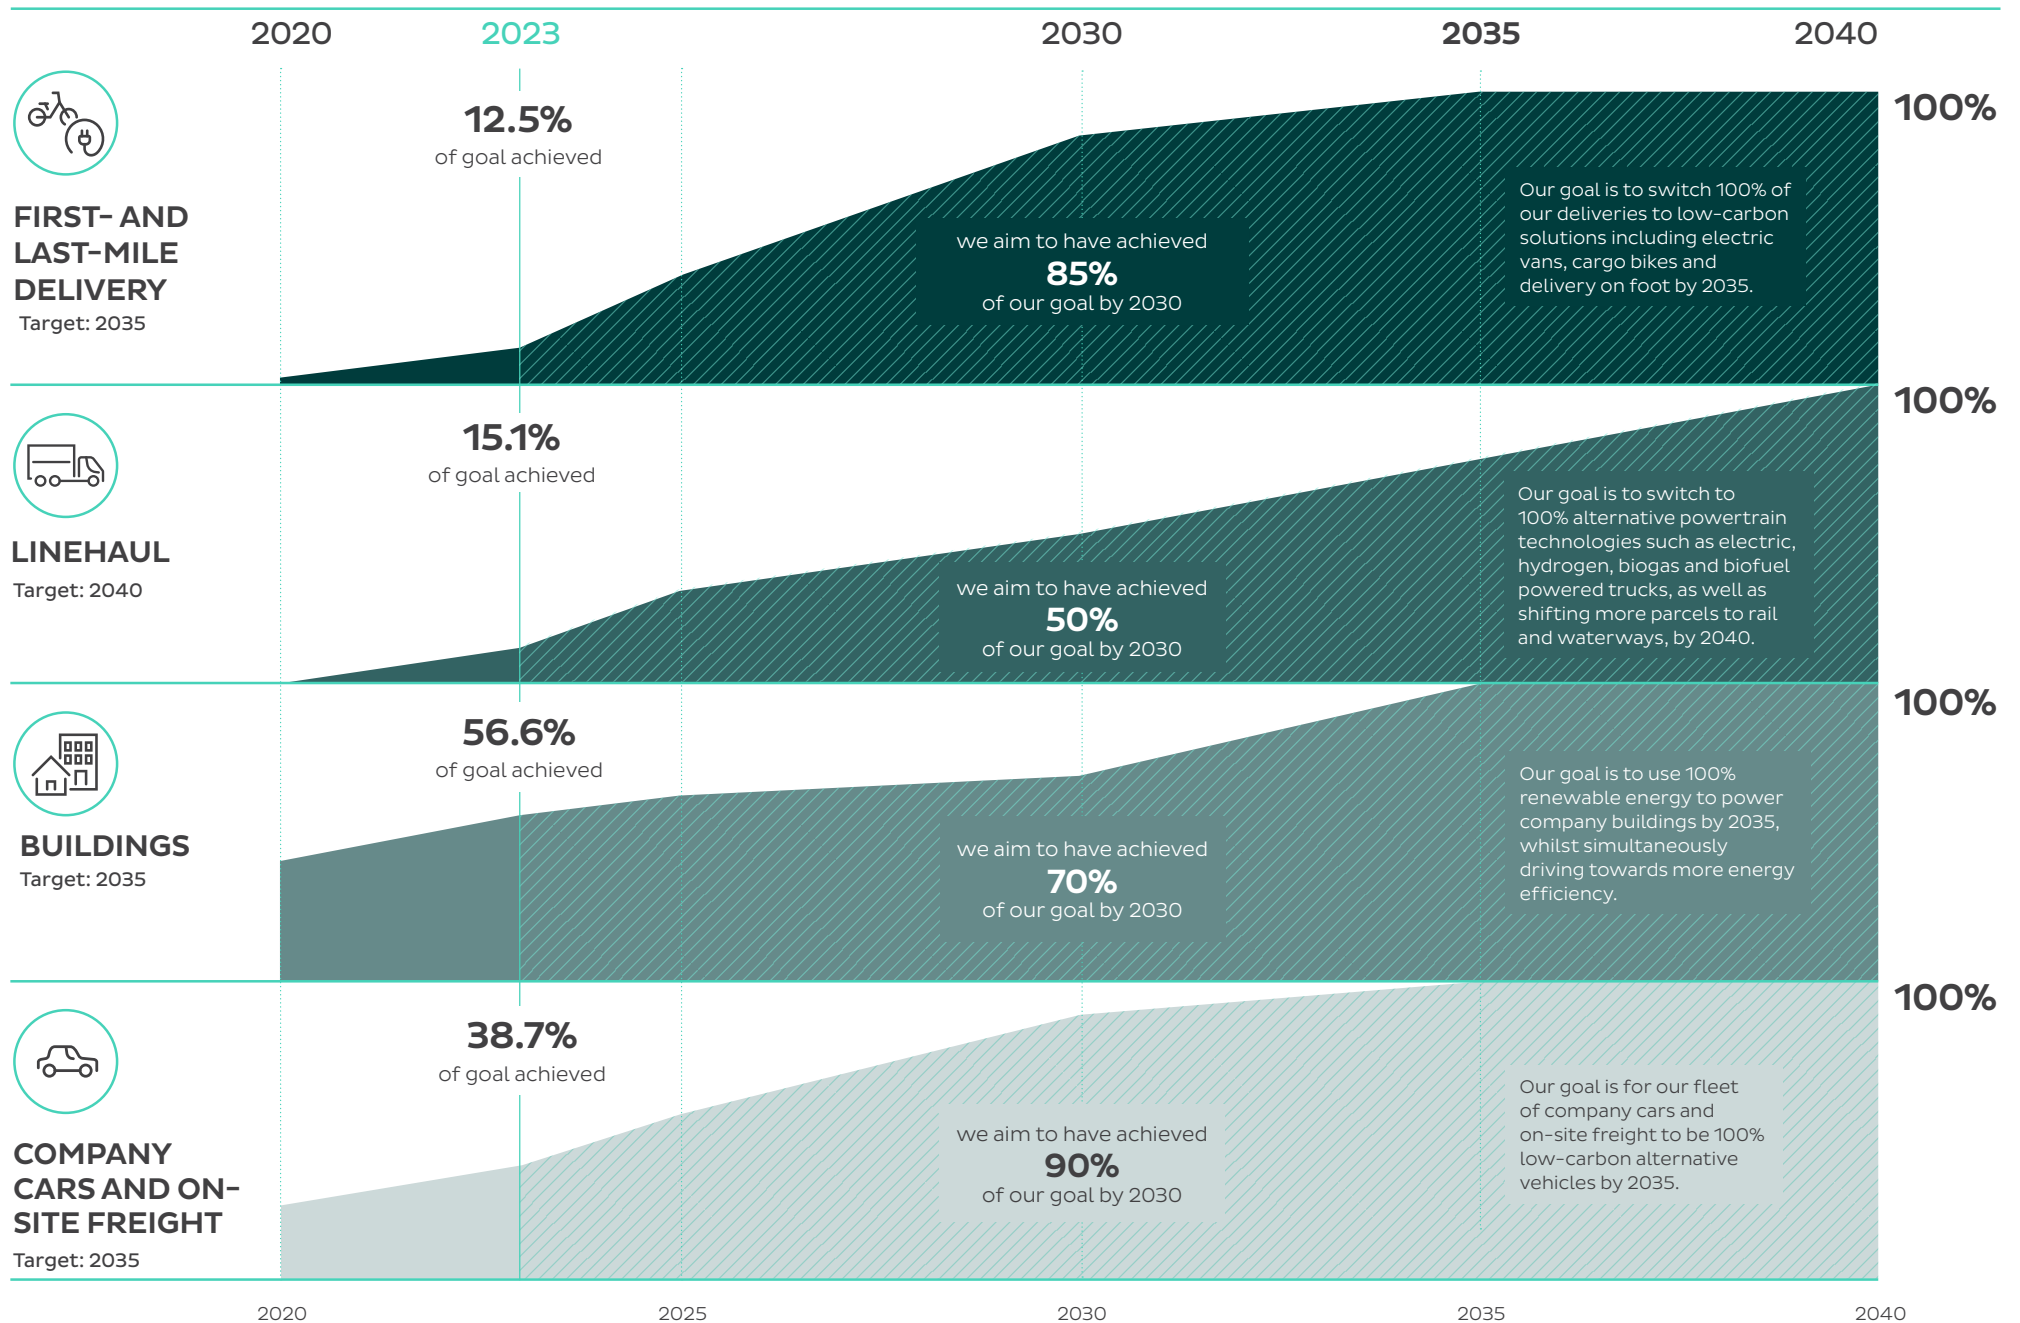 2020
2023
2030
2035
2040
FIRST- AND
LAST-MILE
DELIVERY
Target: 2035
12.5%
of goal achieved
we aim to have achieved
85%
of our goal by 2030
Our goal is to switch 100% of
our deliveries to low-carbon
solutions including electric
vans, cargo bikes and
delivery on foot by 2035.
100%
LINEHAUL
Target: 2040
15.1%
of goal achieved
we aim to have achieved
50%
of our goal by 2030
Our goal is to switch to
100% alternative powertrain
technologies such as electric,
hydrogen, biogas and biofuel
powered trucks, as well as
shifting more parcels to rail
and waterways, by 2040.
100%
BUILDINGS
Target: 2035
56.6%
of goal achieved
we aim to have achieved
70%
of our goal by 2030
Our goal is to use 100%
renewable energy to power
company buildings by 2035,
whilst simultaneously
driving towards more energy
efficiency.
100%
COMPANY
CARS AND ON-
SITE FREIGHT
Target: 2035
38.7%
of goal achieved
we aim to have achieved
90%
of our goal by 2030
Our goal is for our fleet
of company cars and
on-site freight to be 100%
low-carbon alternative
vehicles by 2035.
100%
2020
2025
2030
2035
2040